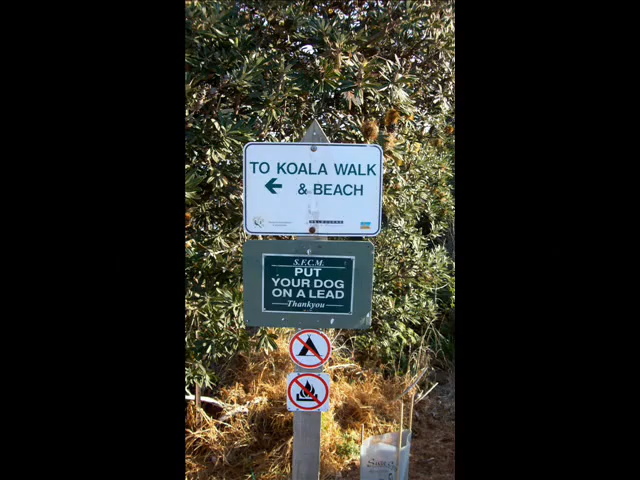 TO KOALA WALK
& BEACH
S.F.C.M.
PUT
YOUR DOG
ON A LEAD
Thankyou